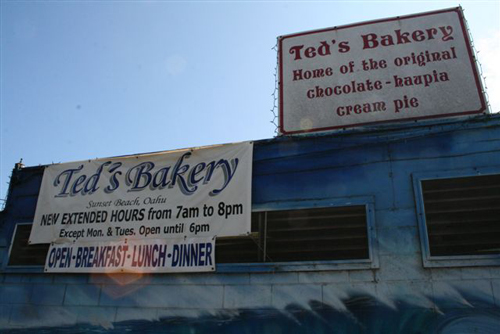 Ted's Bakery
Home of the original
chocolate-haupia
cream pie
Ted's Bakery
Sunset Beach, Oahu
NEW EXTENDED HOURS from 7am to 8pm
Except Mon. & Tues. Open until 6pm
OPEN-BREAKFAST-LUNCH-DINNER